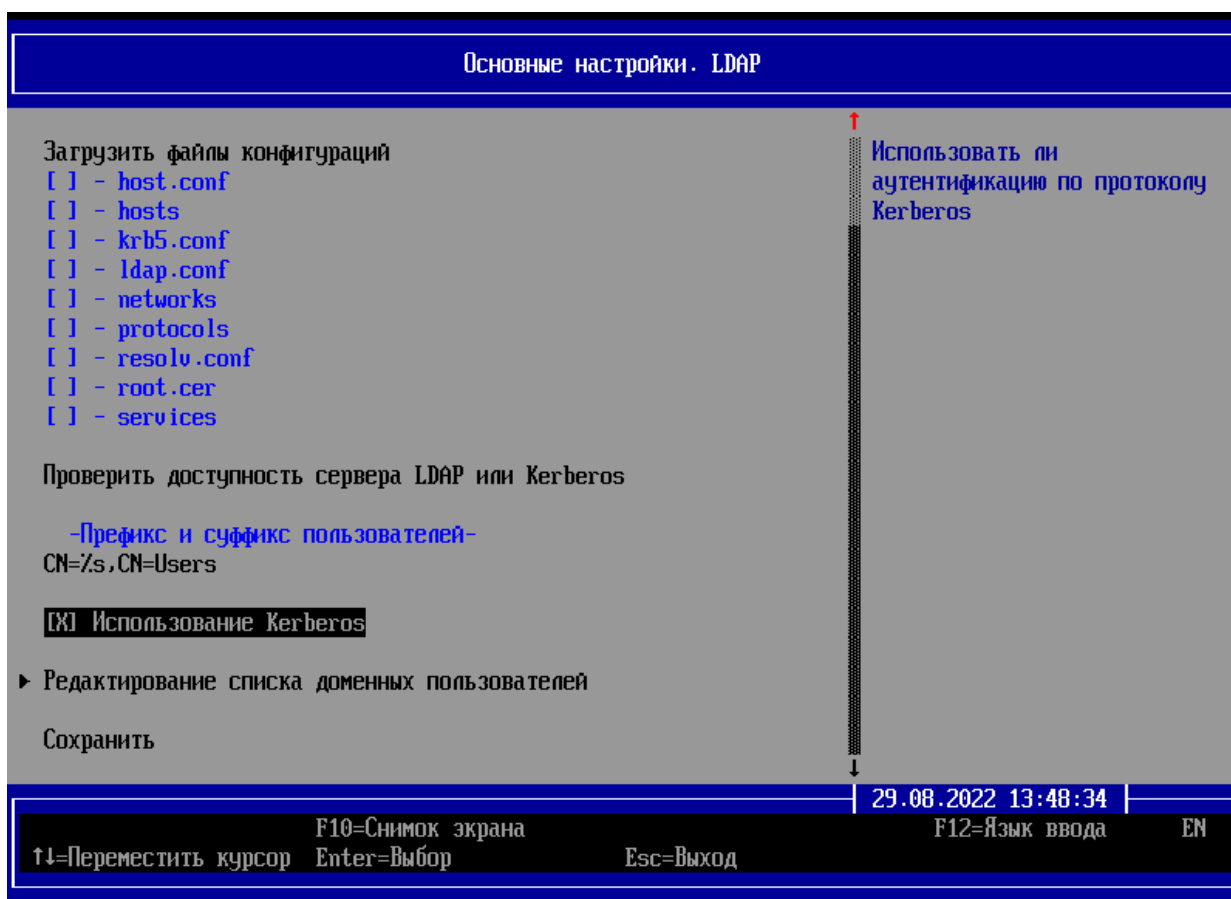 Основные настройки. LDAP
Загрузить файлы конфигураций
[ ] - host.conf
[ ] - hosts
[ ] - krb5.conf
[ ] - ldap.conf
[ ] - networks
[ ] - protocols
[ ] - resolv.conf
[ ] - root.cer
[ ] - services
Проверить доступность сервера LDAP или Kerberos
-Префикс и суффикс пользователей-
CN=%s,CN=Users
[X] Использование Kerberos
Редактирование списка доменных пользователей
Сохранить
Использовать ли
аутентификацию по протоколу
Kerberos
29.08.2022 13:48:34
F10=Снимок экрана F12=Язык ввода EN
↑↓=Переместить курсор Enter=Выбор Esc=Выход